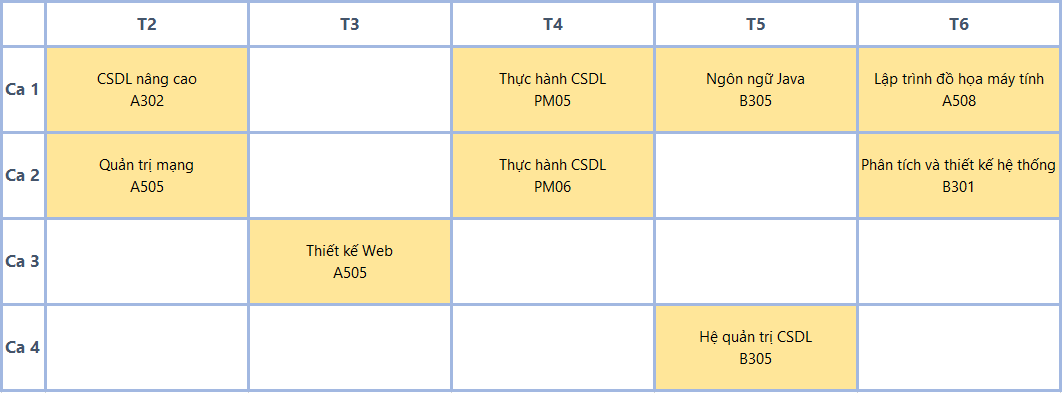 T2
T3
T4
T5
T6
Ca 1
CSDL nâng cao
A302
Thực hành CSDL
PM05
Ngôn ngữ Java
B305
Lập trình đồ họa máy tính
A508
Ca 2
Quản trị mạng
A505
Thực hành CSDL
PM06
Phân tích và thiết kế hệ thống
B301
Ca 3
Thiết kế Web
A505
Ca 4
Hệ quản trị CSDL
B305